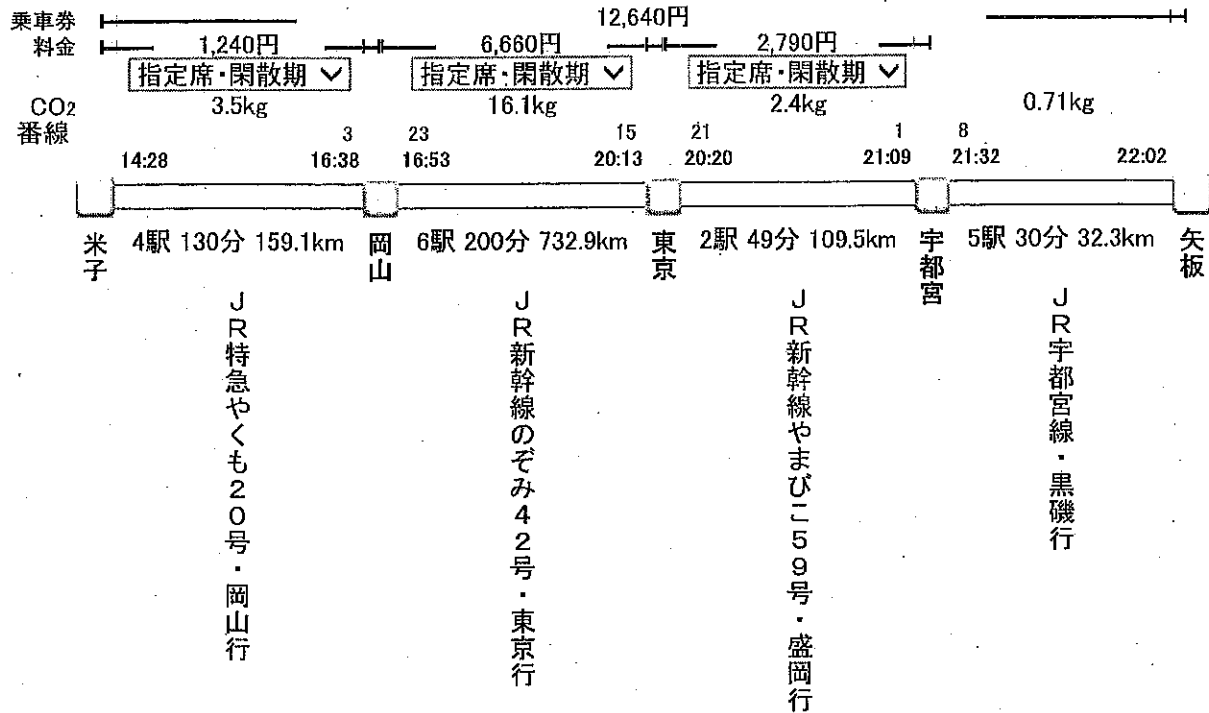 乗車券 12,640円
料金 1,240円 6,660円 2,790円
指定席・閑散期 指定席・閑散期 指定席・閑散期
CO2 3.5kg 16.1kg 2.4kg 0.71kg
番線 3 23 15 21 1 8
14:28 16:38 16:53 20:13 20:20 21:09 21:32 22:02
米子 4駅 130分 159.1km 岡山 6駅 200分 732.9km 東京 2駅 49分 109.5km 宇都宮 5駅 30分 32.3km 矢板
JR特急やくも20号・岡山行
JR新幹線のぞみ42号・東京行
JR新幹線やまびこ59号・盛岡行
JR宇都宮線・黒磯行